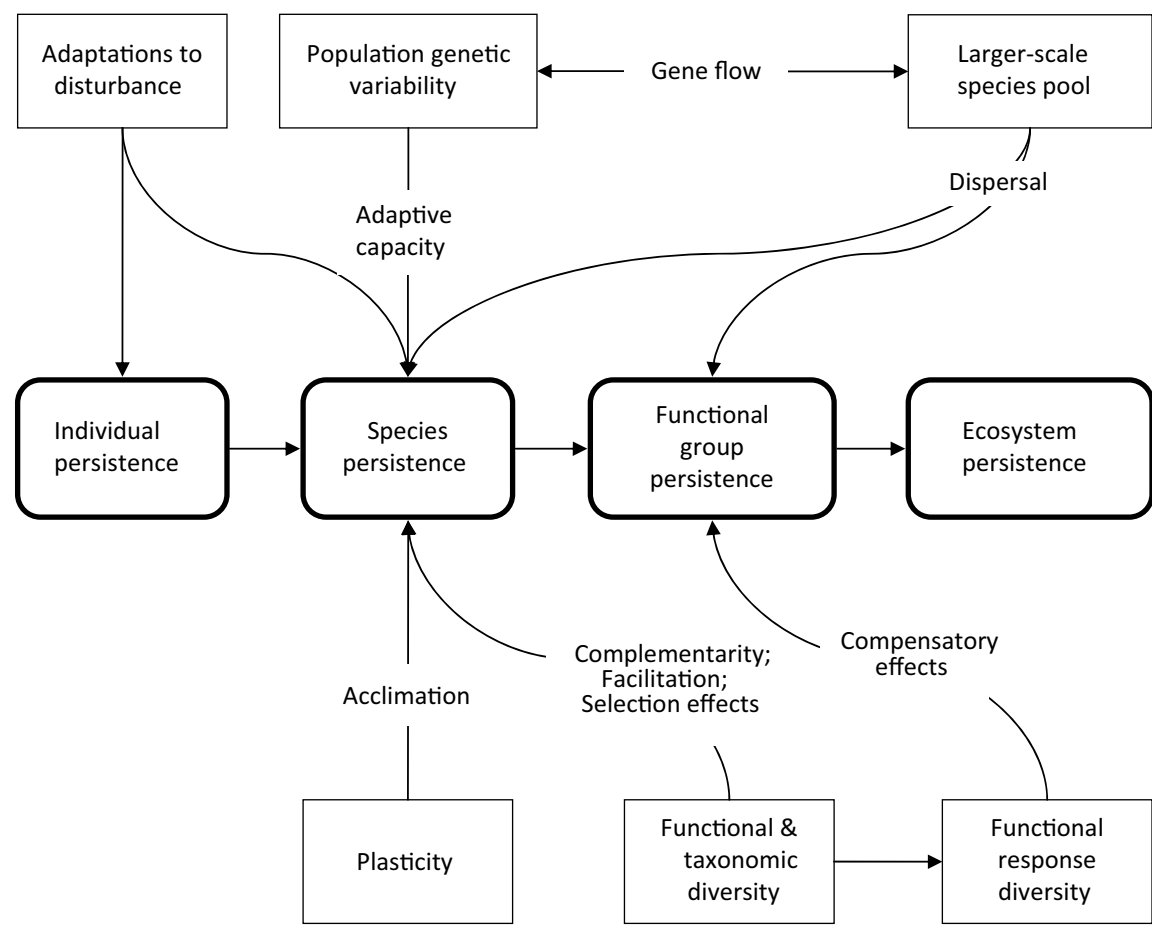 Adaptations to
disturbance
Population genetic
variability
Gene flow
Larger-scale
species pool
Dispersal
Adaptive
capacity
Individual
persistence
Species
persistence
Functional
group
persistence
Ecosystem
persistence
Complementarity;
Facilitation;
Selection effects
Compensatory
effects
Acclimation
Plasticity
Functional &
taxonomic
diversity
Functional
response
diversity